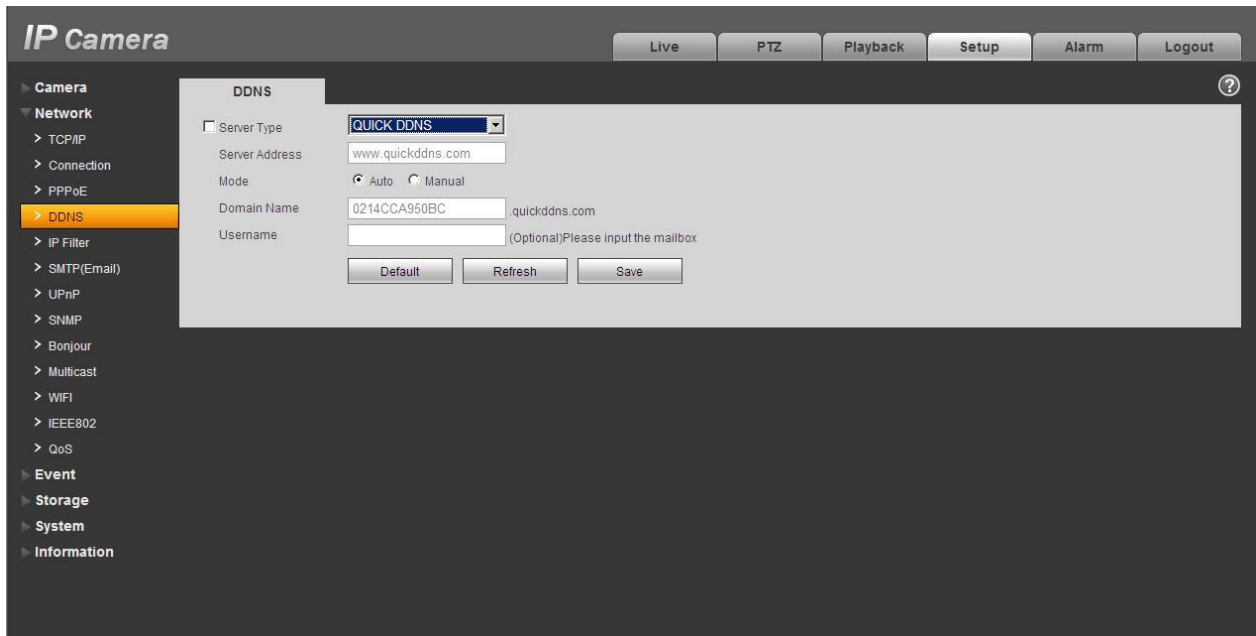 IP Camera
Live
PTZ
Playback
Setup
Alarm
Logout
?
Camera
Network
> TCP/IP
> Connection
> PPPoE
> DDNS
> IP Filter
> SMTP(Email)
> UPnP
> SNMP
> Bonjour
> Multicast
> WIFI
> IEEE802
> QoS
Event
Storage
System
Information
DDNS
Server Type QUICK DDNS
Server Address www.quickddns.com
Mode Auto Manual
Domain Name 0214CCA950BC .quickddns.com
Username (Optional)Please input the mailbox
Default Refresh Save